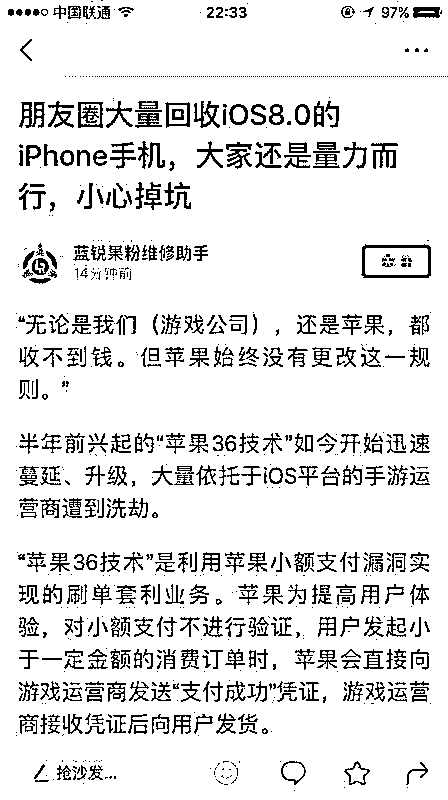 中国联通 22:33 97%
朋友圈大量回收iOS8.0的
iPhone手机，大家还是量力而
行，小心掉坑
蓝锐果粉维修助手
14分钟前
“无论是我们（游戏公司），还是苹果，都
收不到钱。但苹果始终没有更改这一规
则。”
半年前兴起的“苹果36技术”如今开始迅速
蔓延、升级，大量依托于iOS平台的手游运
营商遭到洗劫。
“苹果36技术”是利用苹果小额支付漏洞实
现的刷单套利业务。苹果为提高用户体
验，对小额支付不进行验证，用户发起小
于一定金额的消费订单时，苹果会直接向
游戏运营商发送“支付成功”凭证，游戏运营
商接收凭证后向用户发货。
抢沙发...